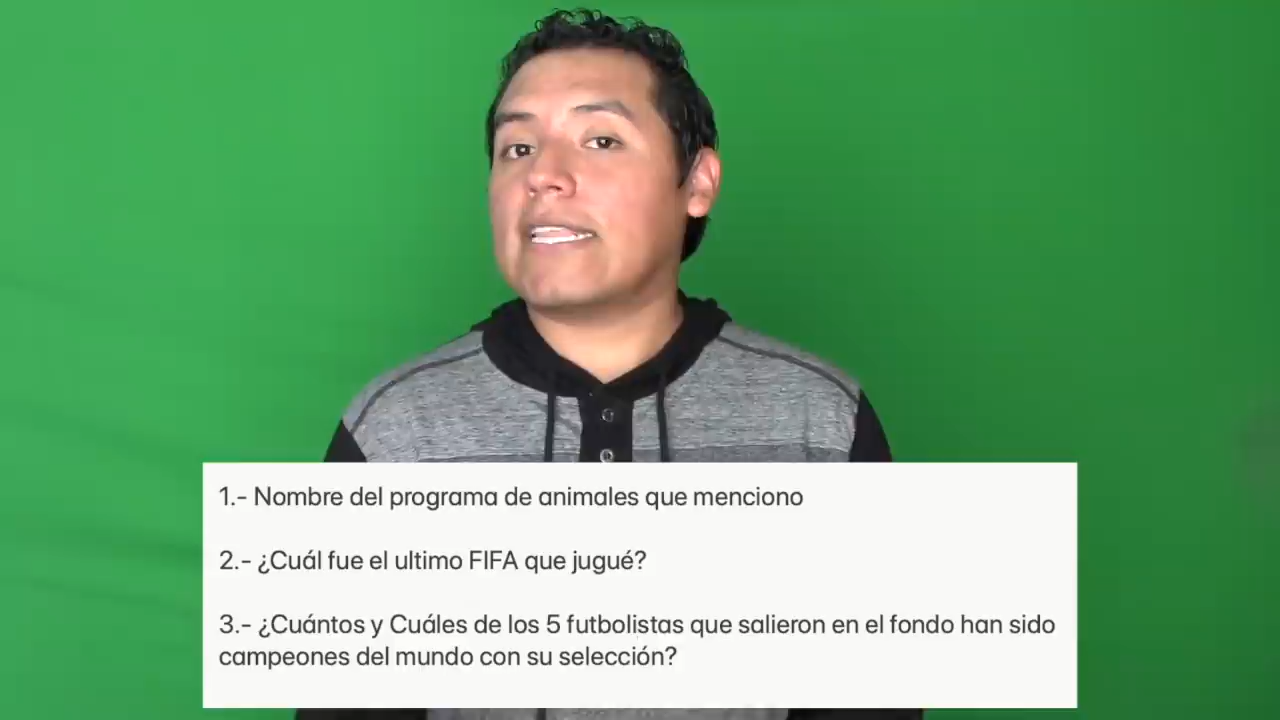 1.- Nombre del programa de animales que menciono
2.- ¿Cuál fue el ultimo FIFA que jugué?
3.- ¿Cuántos y Cuáles de los 5 futbolistas que salieron en el fondo han sido
campeones del mundo con su selección?